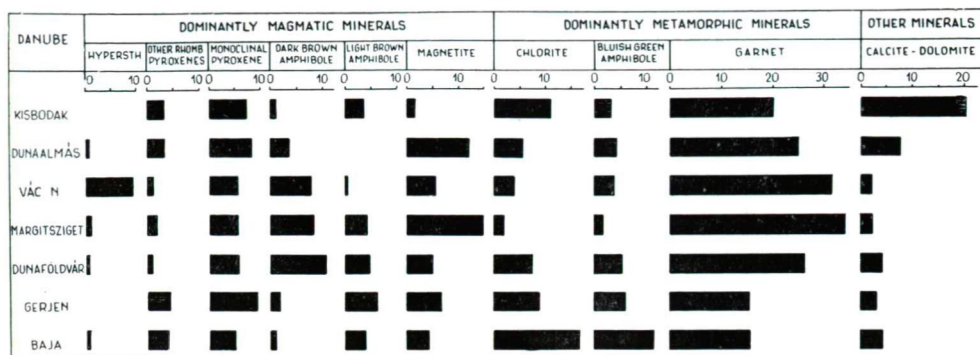 DANUBE
DOMINANTLY MAGMATIC MINERALS
DOMINANTLY METAMORPHIC MINERALS
OTHER MINERALS
HYPERSTH
OTHER RHOMB PYROXENES
MONOCLINAL PYROXENE
DARK BROWN AMPHIBOLE
LIGHT BROWN AMPHIBOLE
MAGNETITE
CHLORITE
BLUISH GREEN AMPHIBOLE
GARNET
CALCITE - DOLOMITE
0 10 0 10 0 10 0 10 0 10 0 10 0 10 0 10 0 10 20 30 0 10 20
KISBODAK
DUNAALMÁS
VÁC N
MARGITSZIGET
DUNAFÖLDVÁR
GERJEN
BAJA